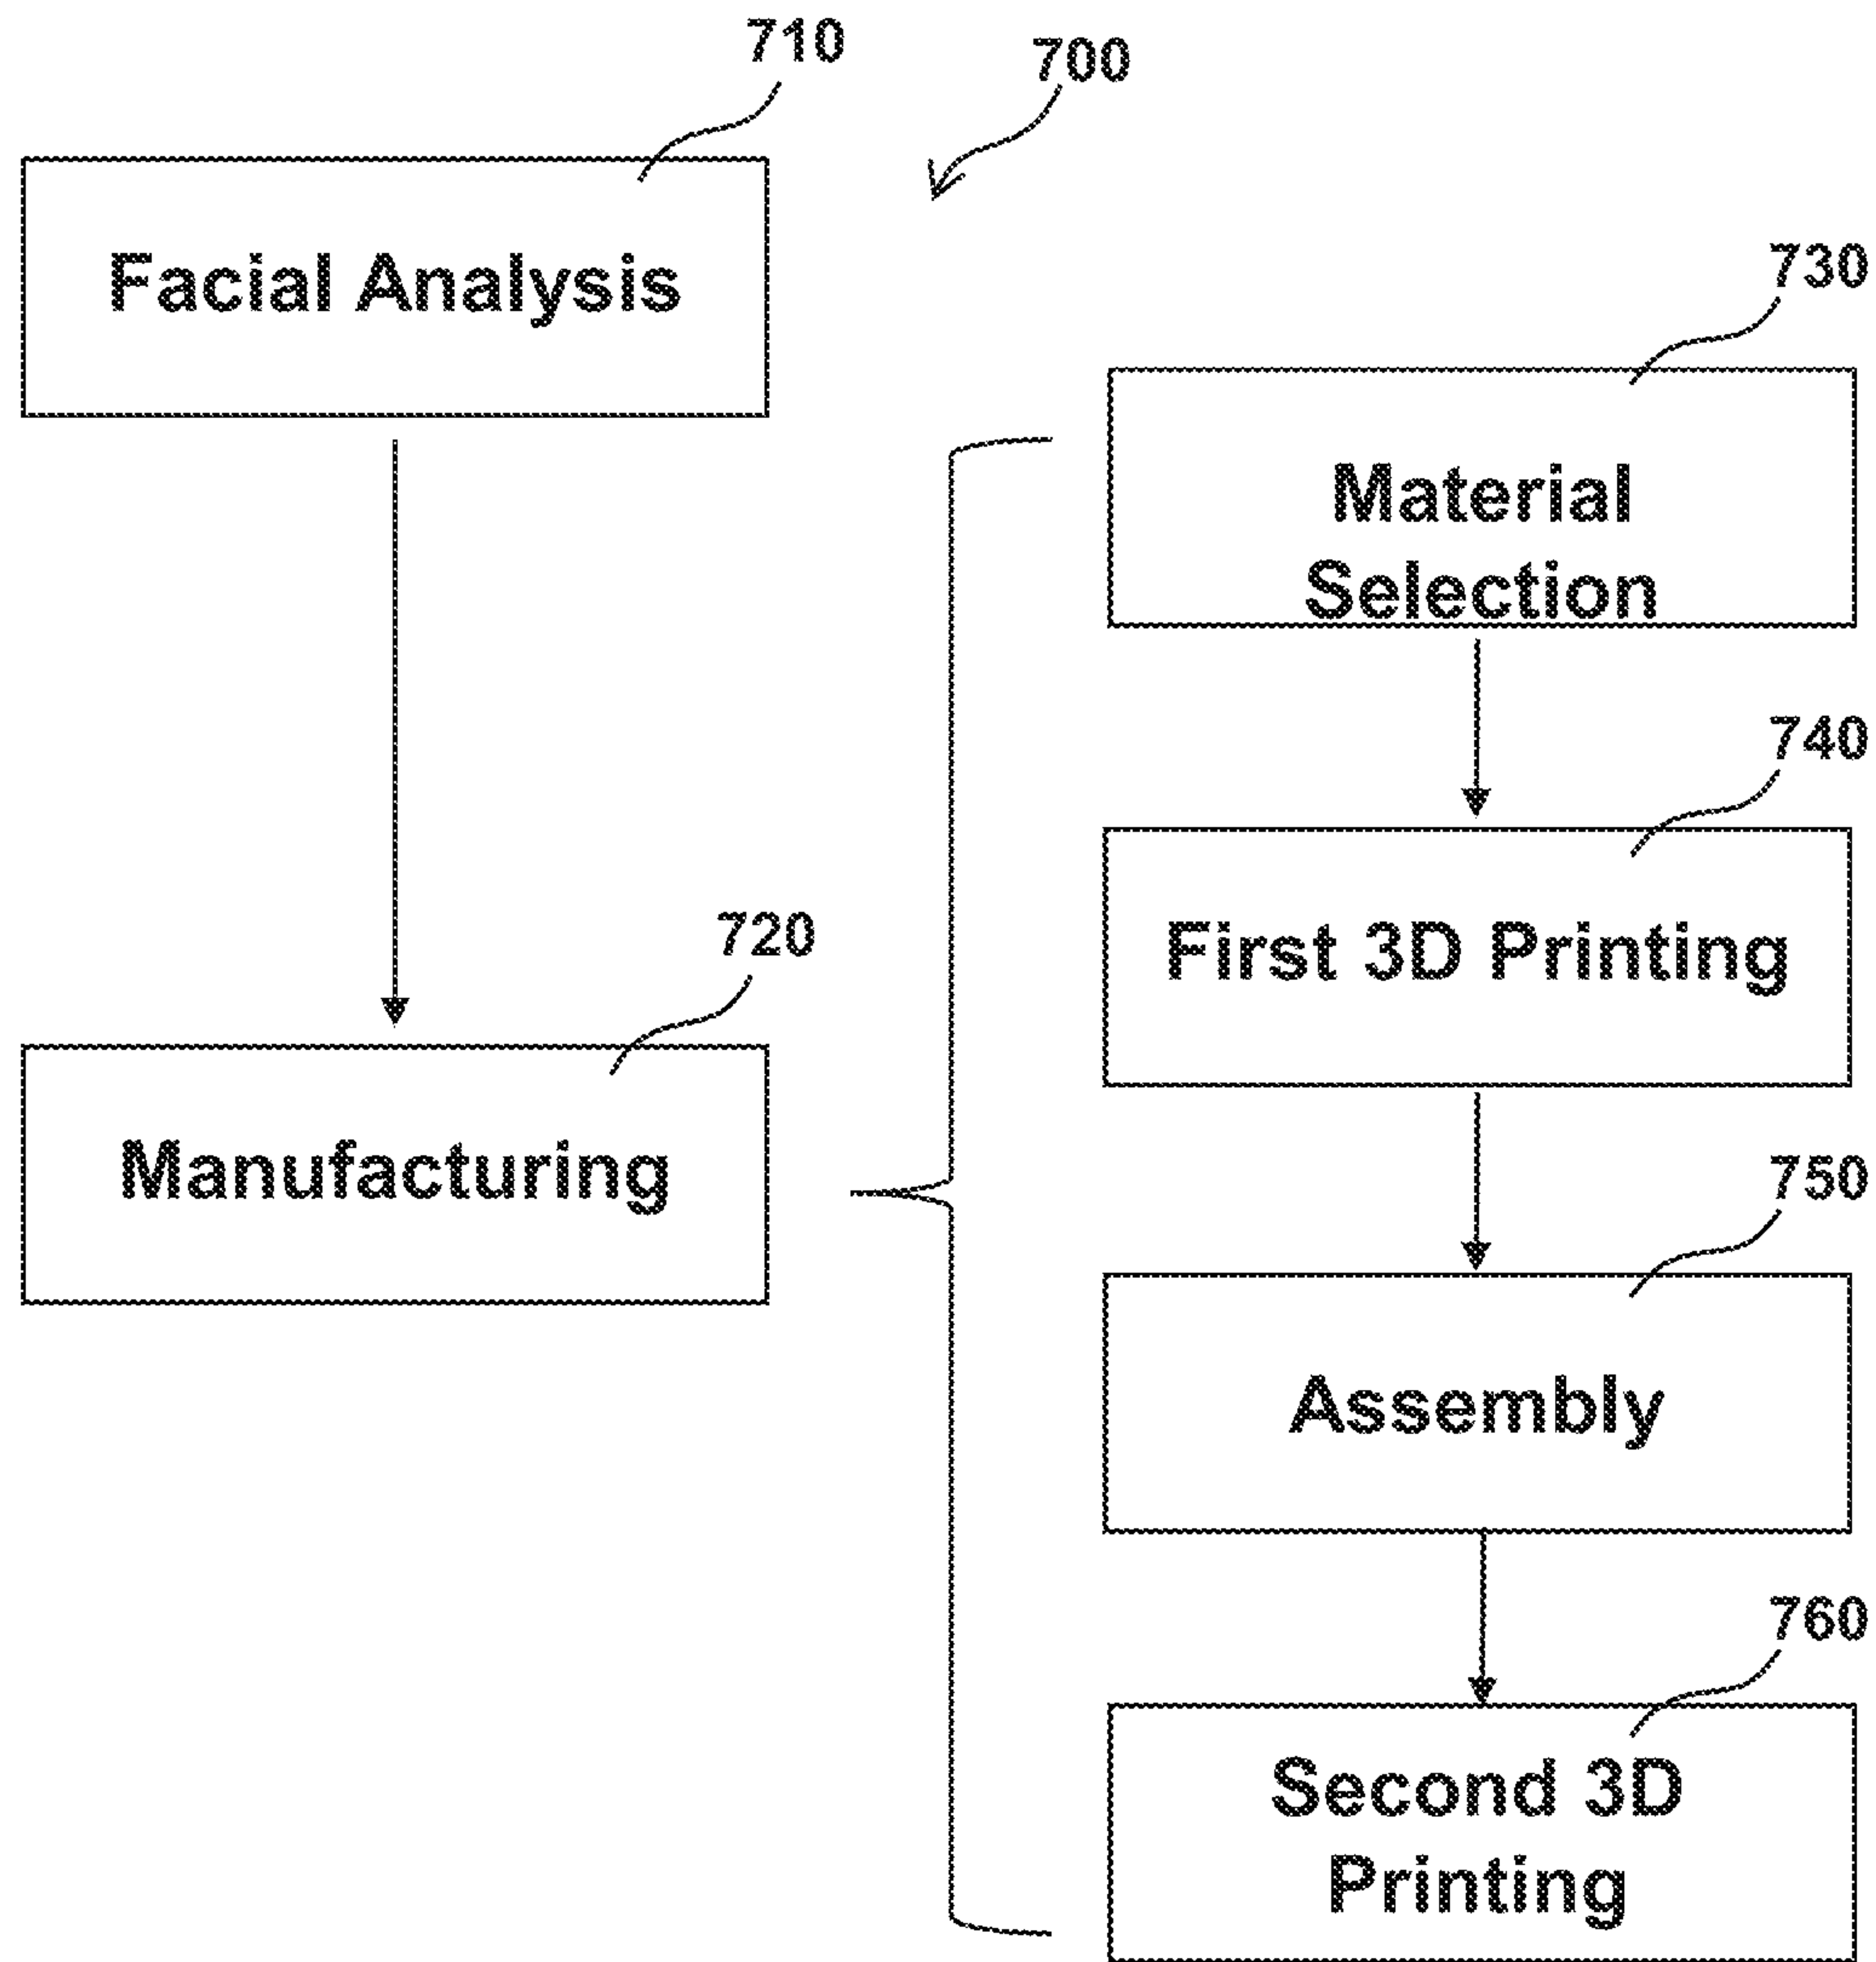 710
700
Facial Analysis
730
Material
Selection
740
First 3D Printing
720
Manufacturing
750
Assembly
760
Second 3D
Printing